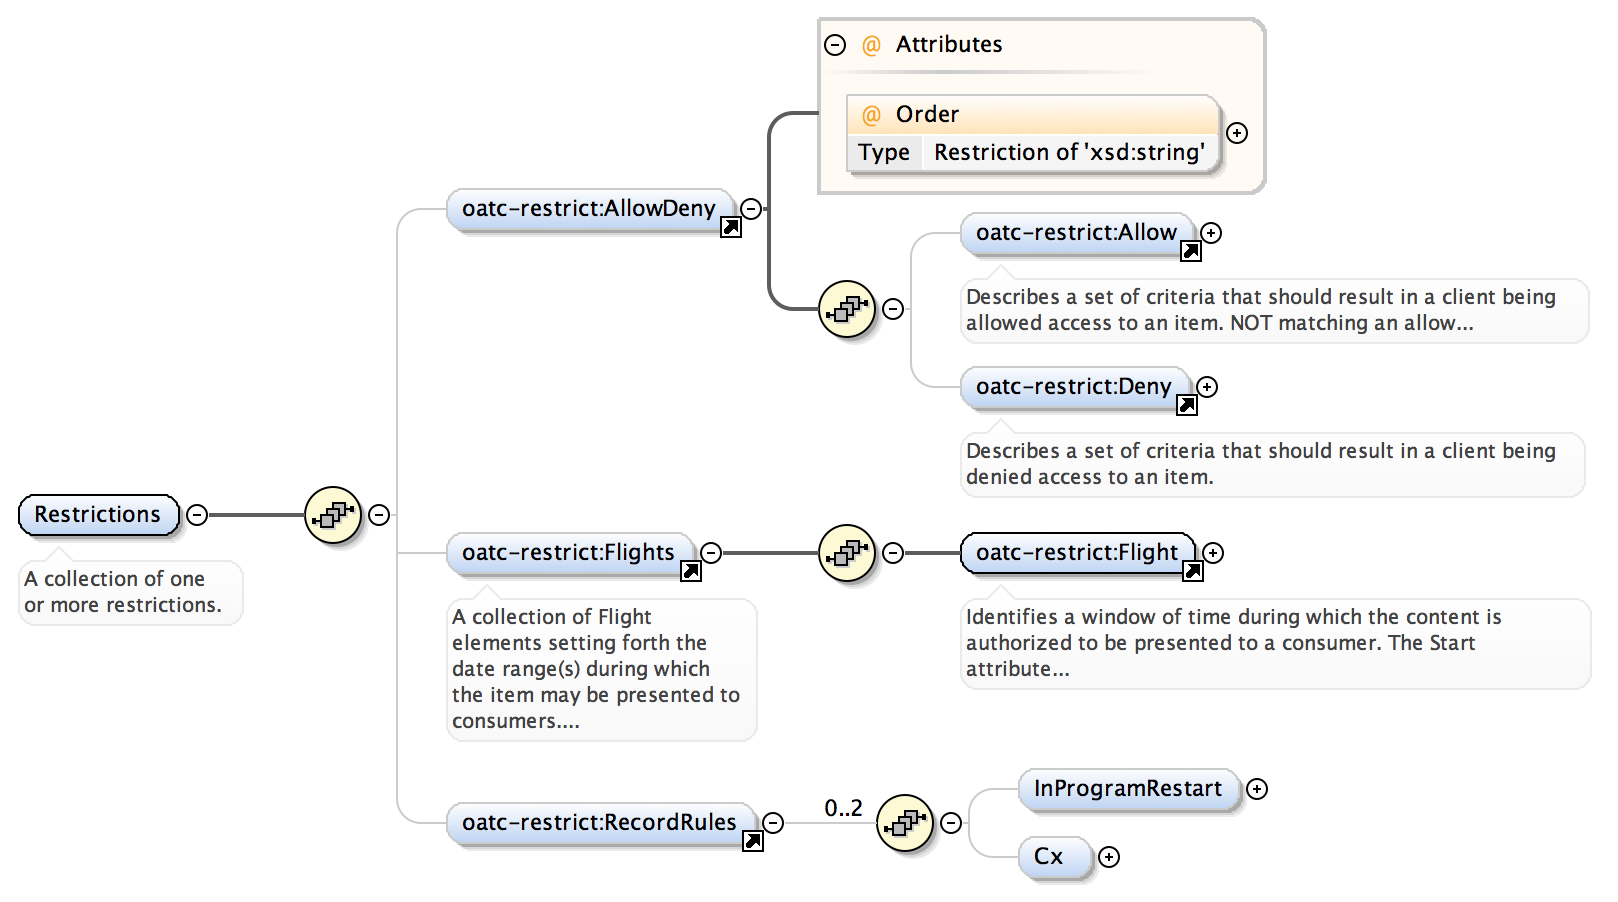 @ Attributes
@ Order
Type Restriction of 'xsd:string'
oatc-restrict:AllowDeny
oatc-restrict:Allow
Describes a set of criteria that should result in a client being
allowed access to an item. NOT matching an allow...
oatc-restrict:Deny
Describes a set of criteria that should result in a client being
denied access to an item.
Restrictions
A collection of one
or more restrictions.
oatc-restrict:Flights
A collection of Flight
elements setting forth the
date range(s) during which
the item may be presented to
consumers....
oatc-restrict:Flight
Identifies a window of time during which the content is
authorized to be presented to a consumer. The Start
attribute...
oatc-restrict:RecordRules
0..2
InProgramRestart
Cx